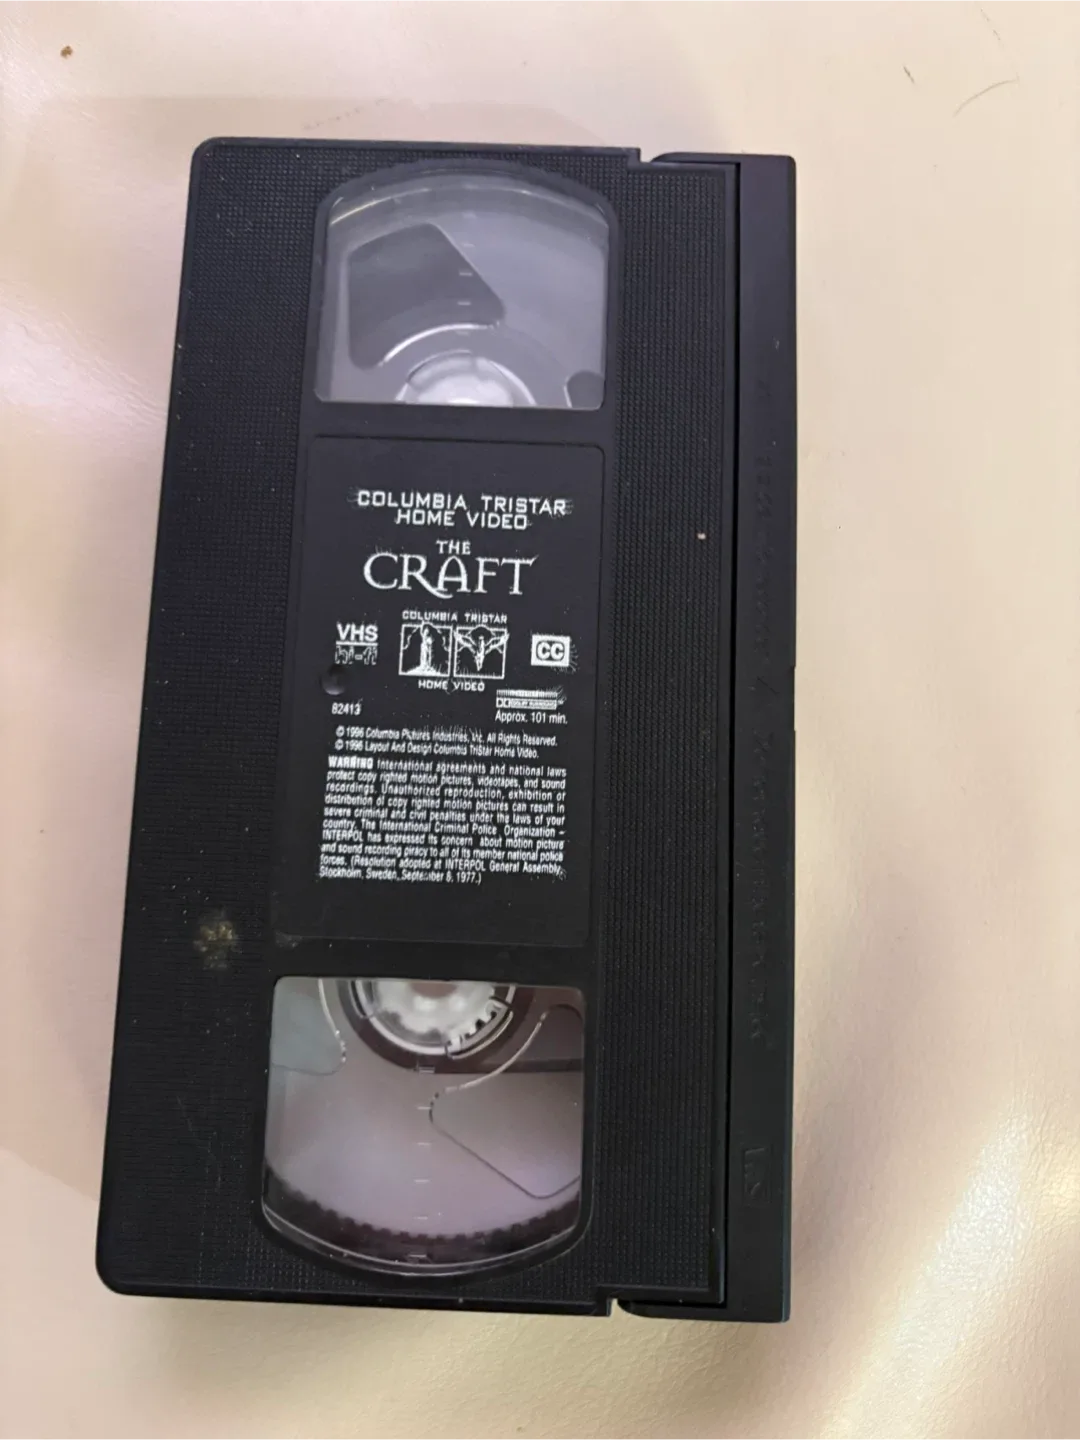 COLUMBIA TRISTAR
HOME VIDEO
THE
CRAFT
COLUMBIA TRISTAR
VHS
hi-fi
CC
HOME VIDEO
82413
DOLBY SURROUND
Approx. 101 min.
© 1996 Columbia Pictures Industries, Inc. All Rights Reserved.
© 1996 Layout And Design Columbia TriStar Home Video.
WARNING International agreements and national laws
protect copy righted motion pictures, videotapes, and sound
recordings. Unauthorized reproduction, exhibition or
distribution of copy righted motion pictures can result in
severe criminal and civil penalties under the laws of your
country. The International Criminal Police Organization –
INTERPOL has expressed its concern about motion picture
and sound recording piracy to all of its member national police
forces. (Resolution adopted at INTERPOL General Assembly,
Stockholm, Sweden, September 8, 1977.)